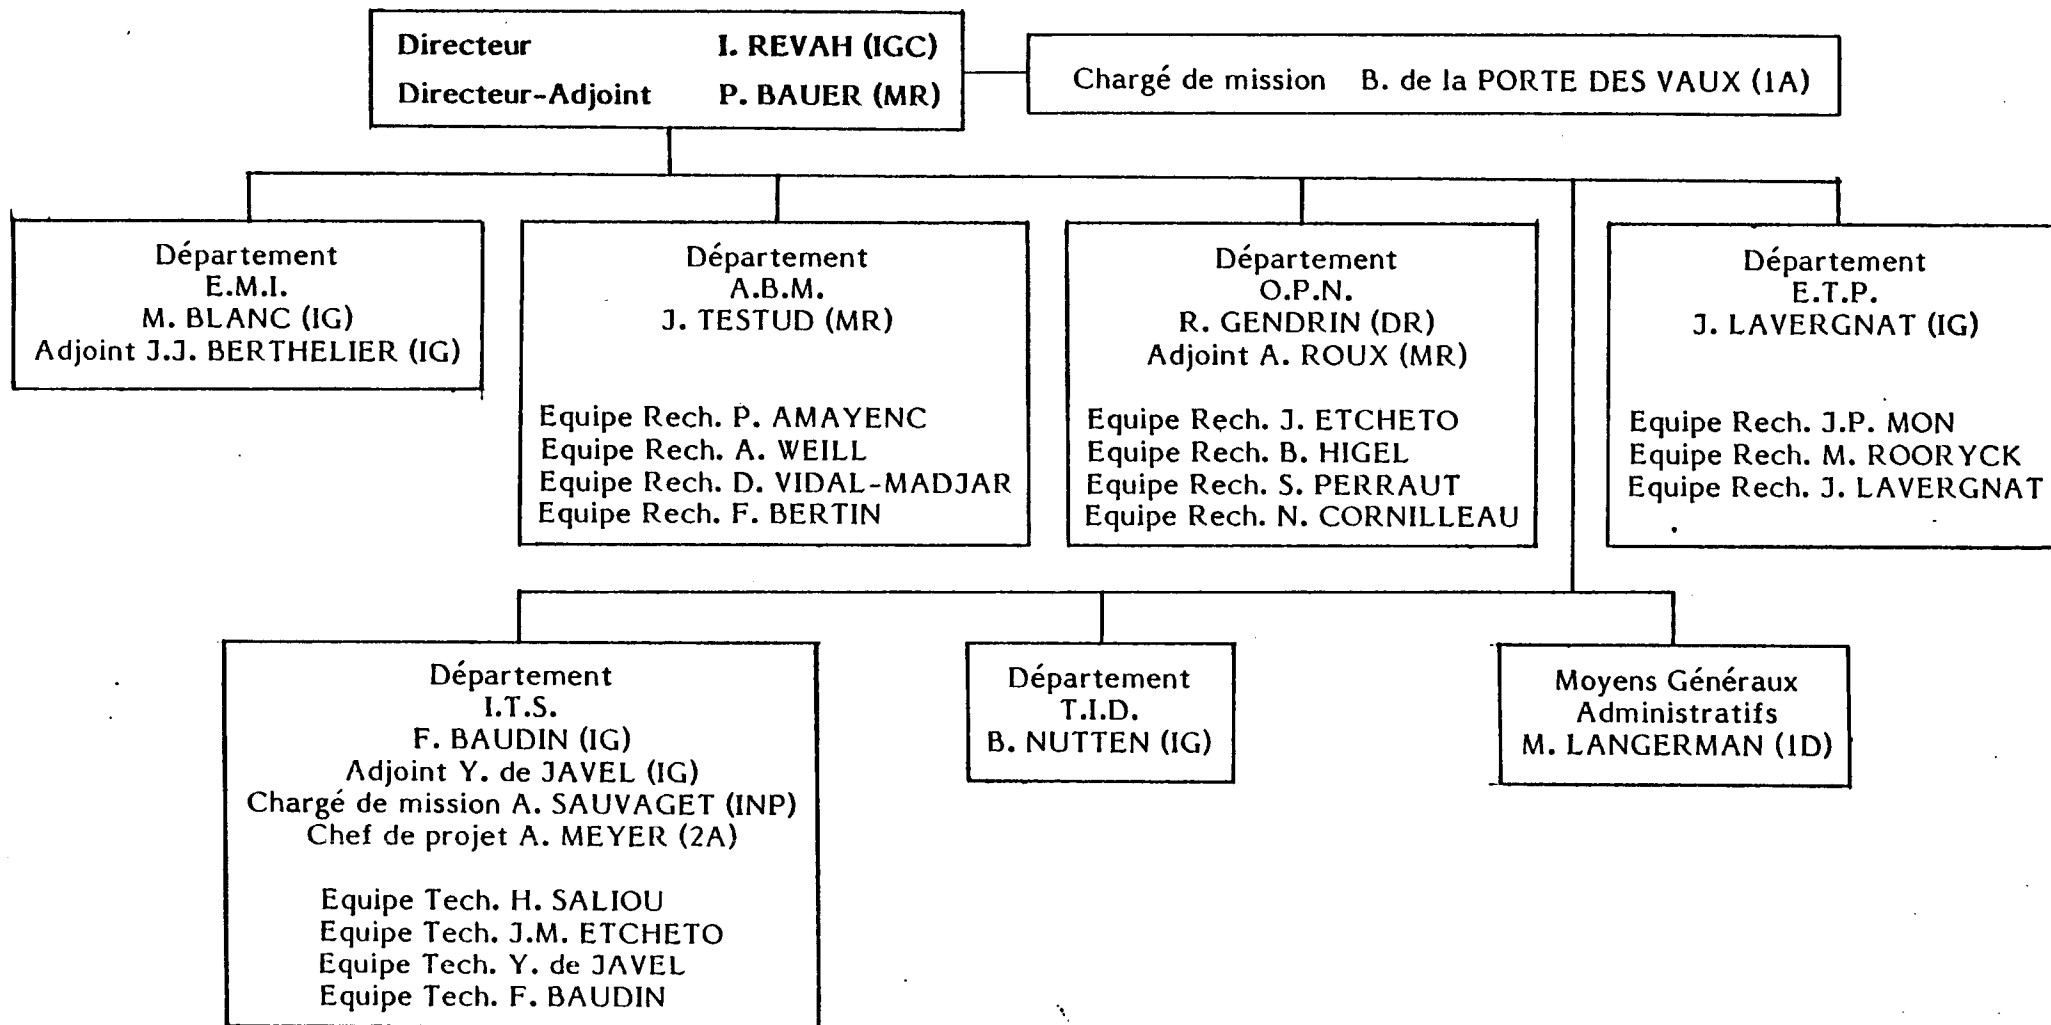 Directeur I. REVAH (IGC)
Directeur-Adjoint P. BAUER (MR)
Chargé de mission B. de la PORTE DES VAUX (1A)
Département
E.M.I.
M. BLANC (IG)
Adjoint J.J. BERTHELIER (IG)
Département
A.B.M.
J. TESTUD (MR)
Equipe Rech. P. AMAYENC
Equipe Rech. A. WEILL
Equipe Rech. D. VIDAL-MADJAR
Equipe Rech. F. BERTIN
Département
O.P.N.
R. GENDRIN (DR)
Adjoint A. ROUX (MR)
Equipe Rech. J. ETCHETO
Equipe Rech. B. HIGEL
Equipe Rech. S. PERRAUT
Equipe Rech. N. CORNILLEAU
Département
E.T.P.
J. LAVERGNAT (IG)
Equipe Rech. J.P. MON
Equipe Rech. M. ROORYCK
Equipe Rech. J. LAVERGNAT
Département
I.T.S.
F. BAUDIN (IG)
Adjoint Y. de JAVEL (IG)
Chargé de mission A. SAUVAGET (INP)
Chef de projet A. MEYER (2A)
Equipe Tech. H. SALIOU
Equipe Tech. J.M. ETCHETO
Equipe Tech. Y. de JAVEL
Equipe Tech. F. BAUDIN
Département
T.I.D.
B. NUTTEN (IG)
Moyens Généraux
Administratifs
M. LANGERMAN (1D)